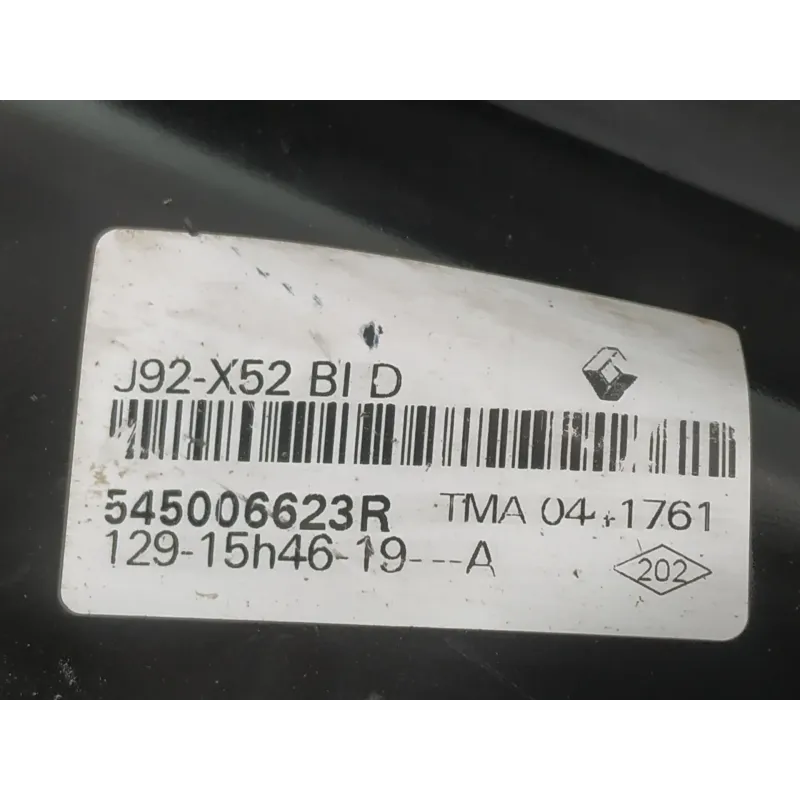 J92-X52 BI D
545006623R TMA 04 1761
129-15h46-19---A
202